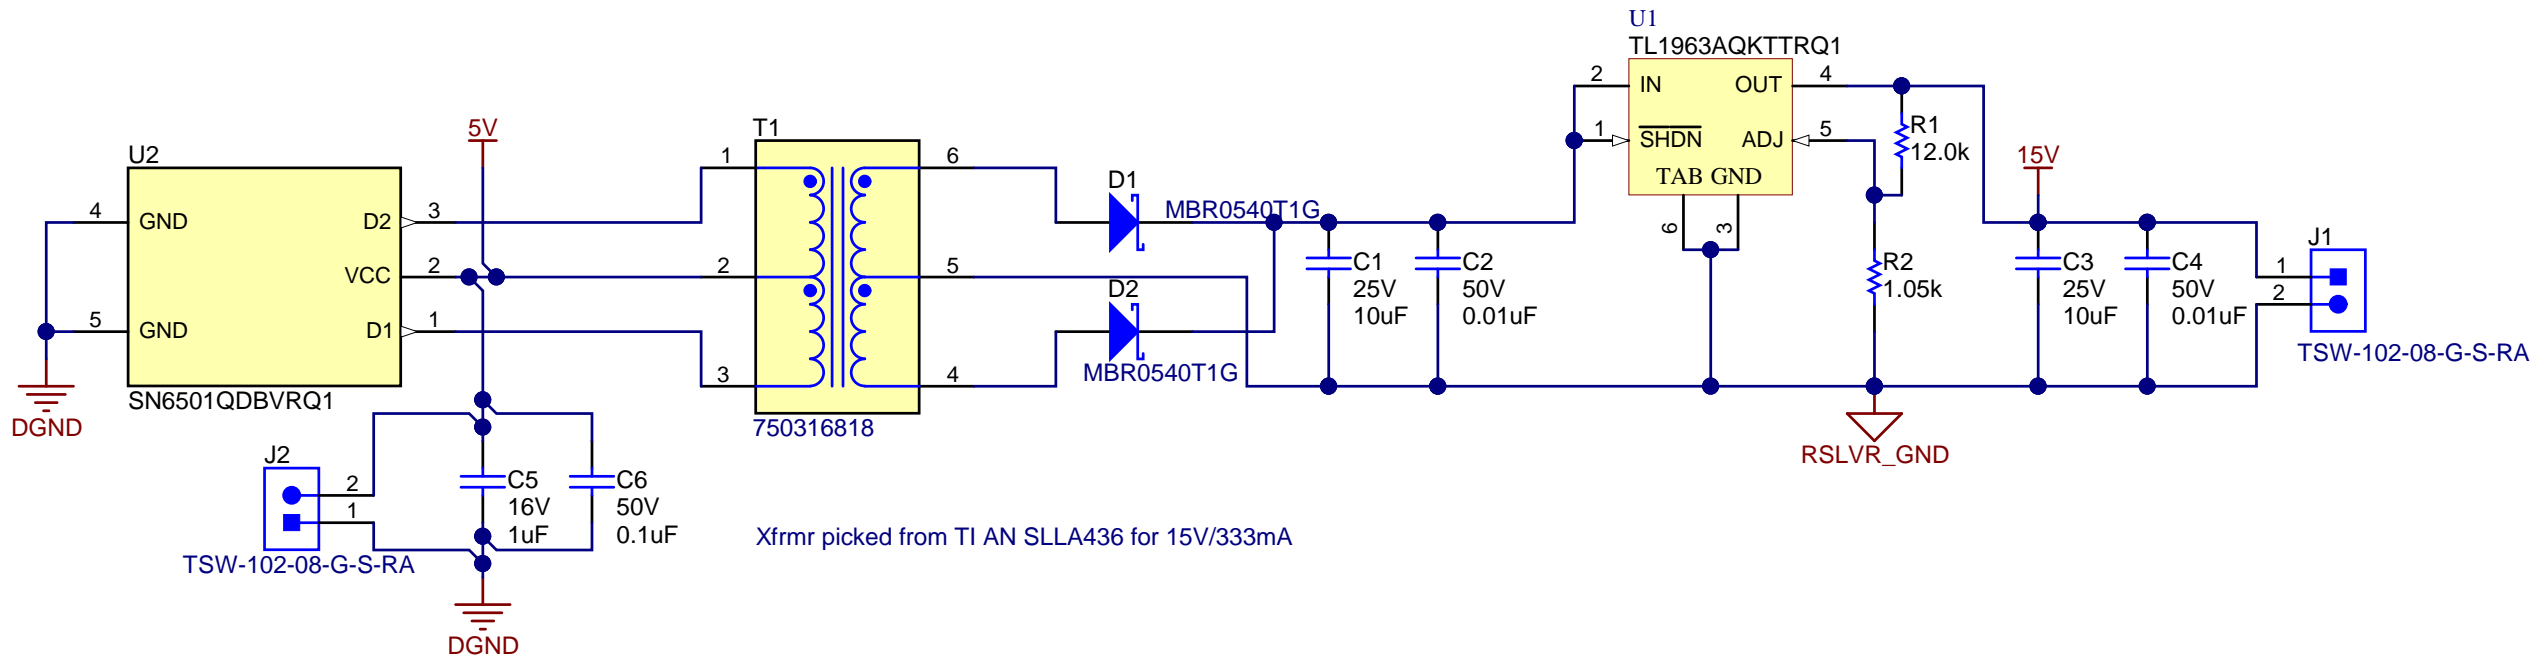 U1
TL1963AQKTTRQ1
2
IN
OUT
4
1
SHDN
ADJ
5
TAB GND
6
3
R1
12.0k
15V
5V
T1
U2
1
6
D1
MBR0540T1G
4
GND
D2
3
VCC
2
2
5
5
GND
D1
1
3
4
SN6501QDBVRQ1
DGND
750316818
D2
MBR0540T1G
C1
25V
10uF
C2
50V
0.01uF
R2
1.05k
C3
25V
10uF
C4
50V
0.01uF
J1
1
2
TSW-102-08-G-S-RA
RSLVR_GND
J2
2
1
TSW-102-08-G-S-RA
C5
16V
1uF
C6
50V
0.1uF
DGND
Xfrmr picked from TI AN SLLA436 for 15V/333mA